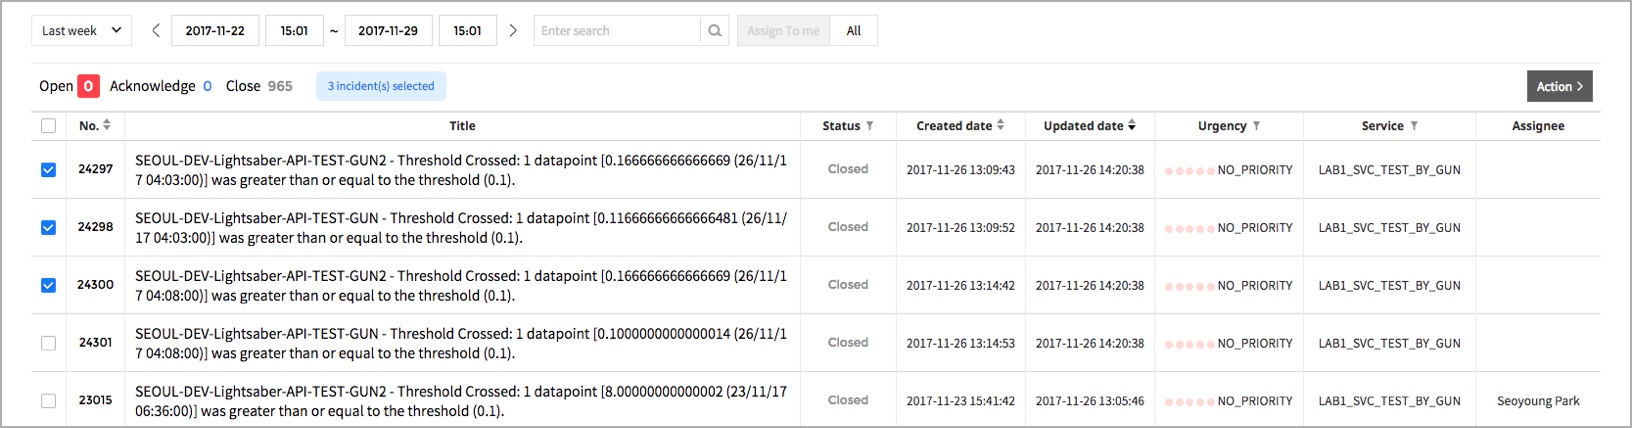 Last week 2017-11-22 15:01 ~ 2017-11-29 15:01 Enter search Assign To me All
Open 0 Acknowledge 0 Close 965 3 incident(s) selected Action
No. Title Status Created date Updated date Urgency Service Assignee
24297 SEOUL-DEV-Lightsaber-API-TEST-GUN2 - Threshold Crossed: 1 datapoint [0.166666666666669 (26/11/1
7 04:03:00)] was greater than or equal to the threshold (0.1). Closed 2017-11-26 13:09:43 2017-11-26 14:20:38 NO_PRIORITY LAB1_SVC_TEST_BY_GUN
24298 SEOUL-DEV-Lightsaber-API-TEST-GUN - Threshold Crossed: 1 datapoint [0.11666666666666481 (26/11/
17 04:03:00)] was greater than or equal to the threshold (0.1). Closed 2017-11-26 13:09:52 2017-11-26 14:20:38 NO_PRIORITY LAB1_SVC_TEST_BY_GUN
24300 SEOUL-DEV-Lightsaber-API-TEST-GUN2 - Threshold Crossed: 1 datapoint [0.166666666666669 (26/11/1
7 04:08:00)] was greater than or equal to the threshold (0.1). Closed 2017-11-26 13:14:42 2017-11-26 14:20:38 NO_PRIORITY LAB1_SVC_TEST_BY_GUN
24301 SEOUL-DEV-Lightsaber-API-TEST-GUN - Threshold Crossed: 1 datapoint [0.1000000000000014 (26/11/1
7 04:08:00)] was greater than or equal to the threshold (0.1). Closed 2017-11-26 13:14:53 2017-11-26 14:20:38 NO_PRIORITY LAB1_SVC_TEST_BY_GUN
23015 SEOUL-DEV-Lightsaber-API-TEST-GUN2 - Threshold Crossed: 1 datapoint [8.00000000000002 (23/11/17
06:36:00)] was greater than or equal to the threshold (0.1). Closed 2017-11-23 15:41:42 2017-11-26 13:05:46 NO_PRIORITY LAB1_SVC_TEST_BY_GUN Seoyoung Park